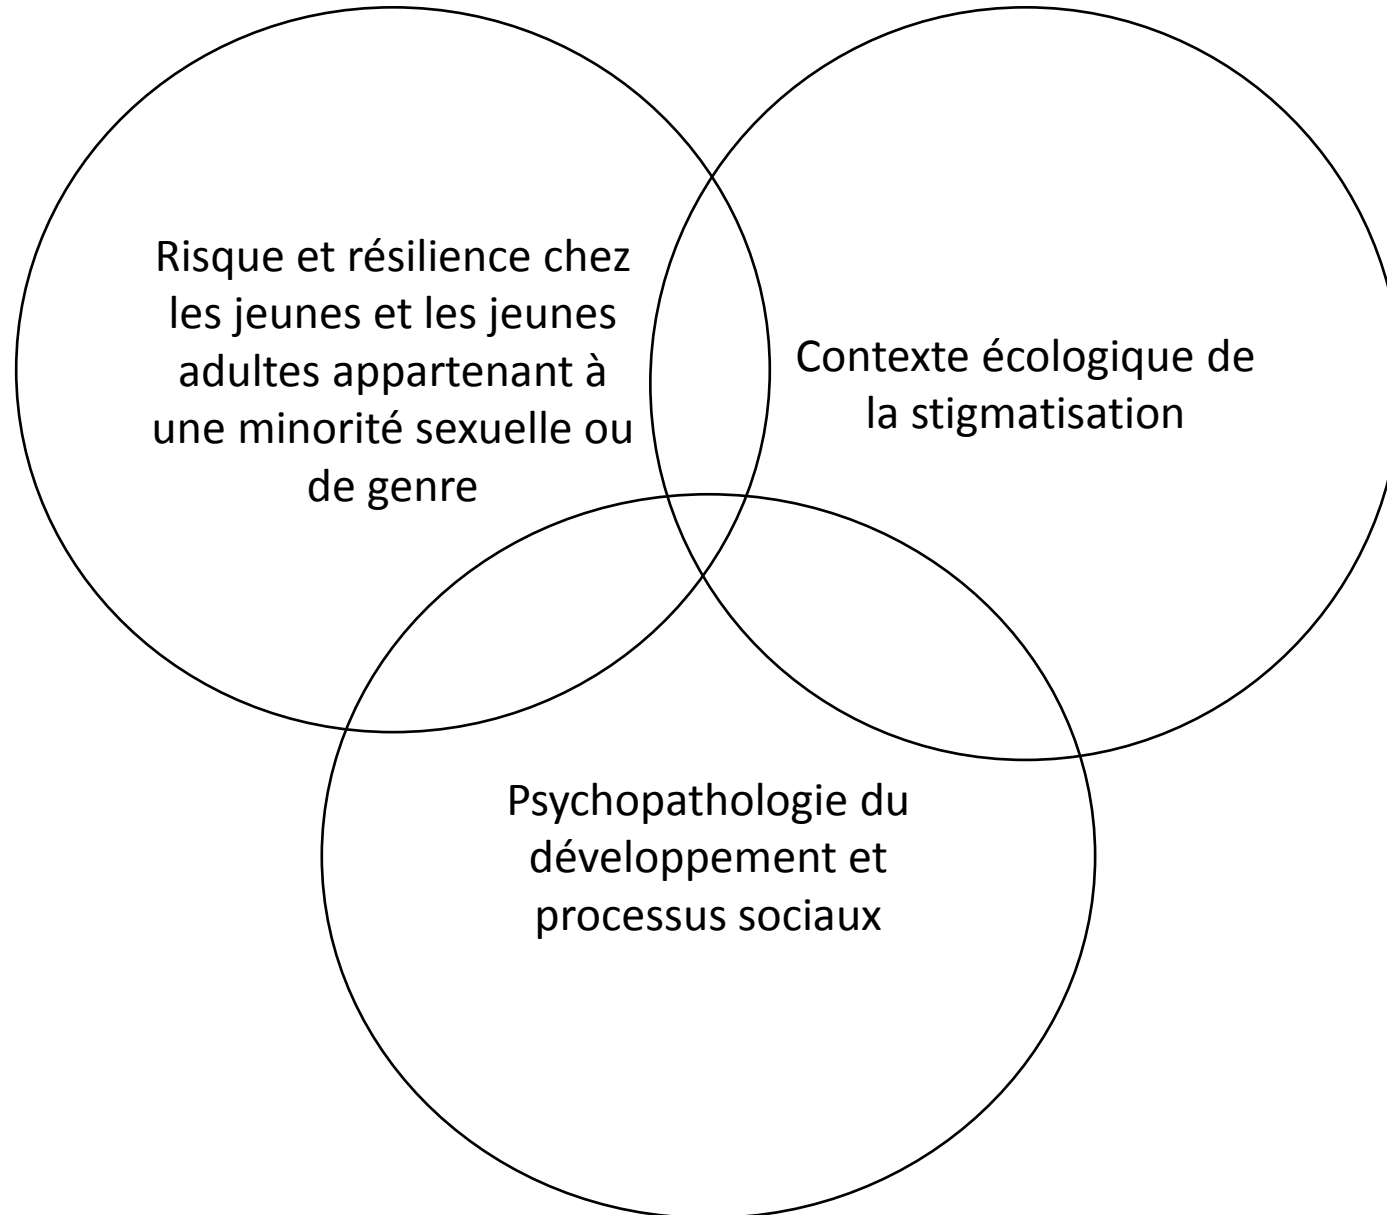 Risque et résilience chez
les jeunes et les jeunes
adultes appartenant à
une minorité sexuelle ou
de genre
Contexte écologique de
la stigmatisation
Psychopathologie du
développement et
processus sociaux